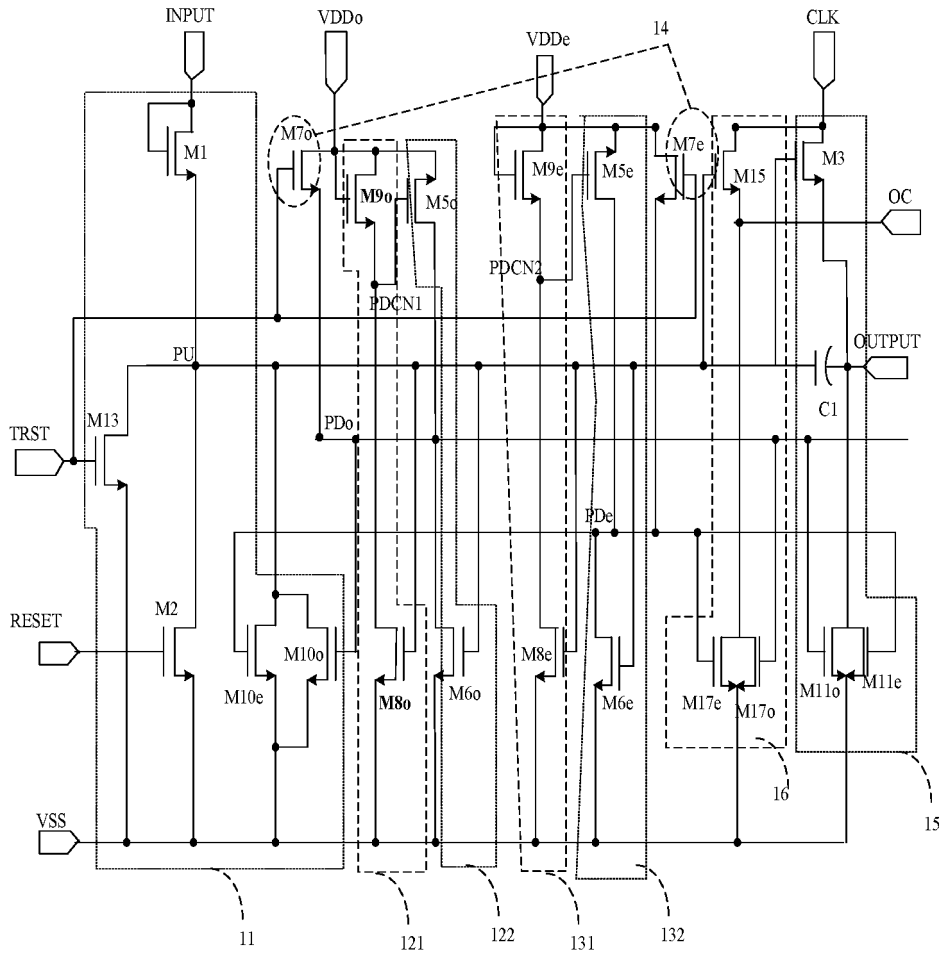 INPUT
VDDo
VDDe
14
CLK
M7o
M7e
M1
M9o
M5o
M9e
M5e
M15
M3
OC
PDCN1
PDCN2
PU
OUTPUT
C1
M13
TRST
PDo
PDe
RESET
M2
M10e
M10o
M8o
M6o
M8e
M6e
M17e
M17o
M11o
M11e
VSS
16
15
11
121
122
131
132